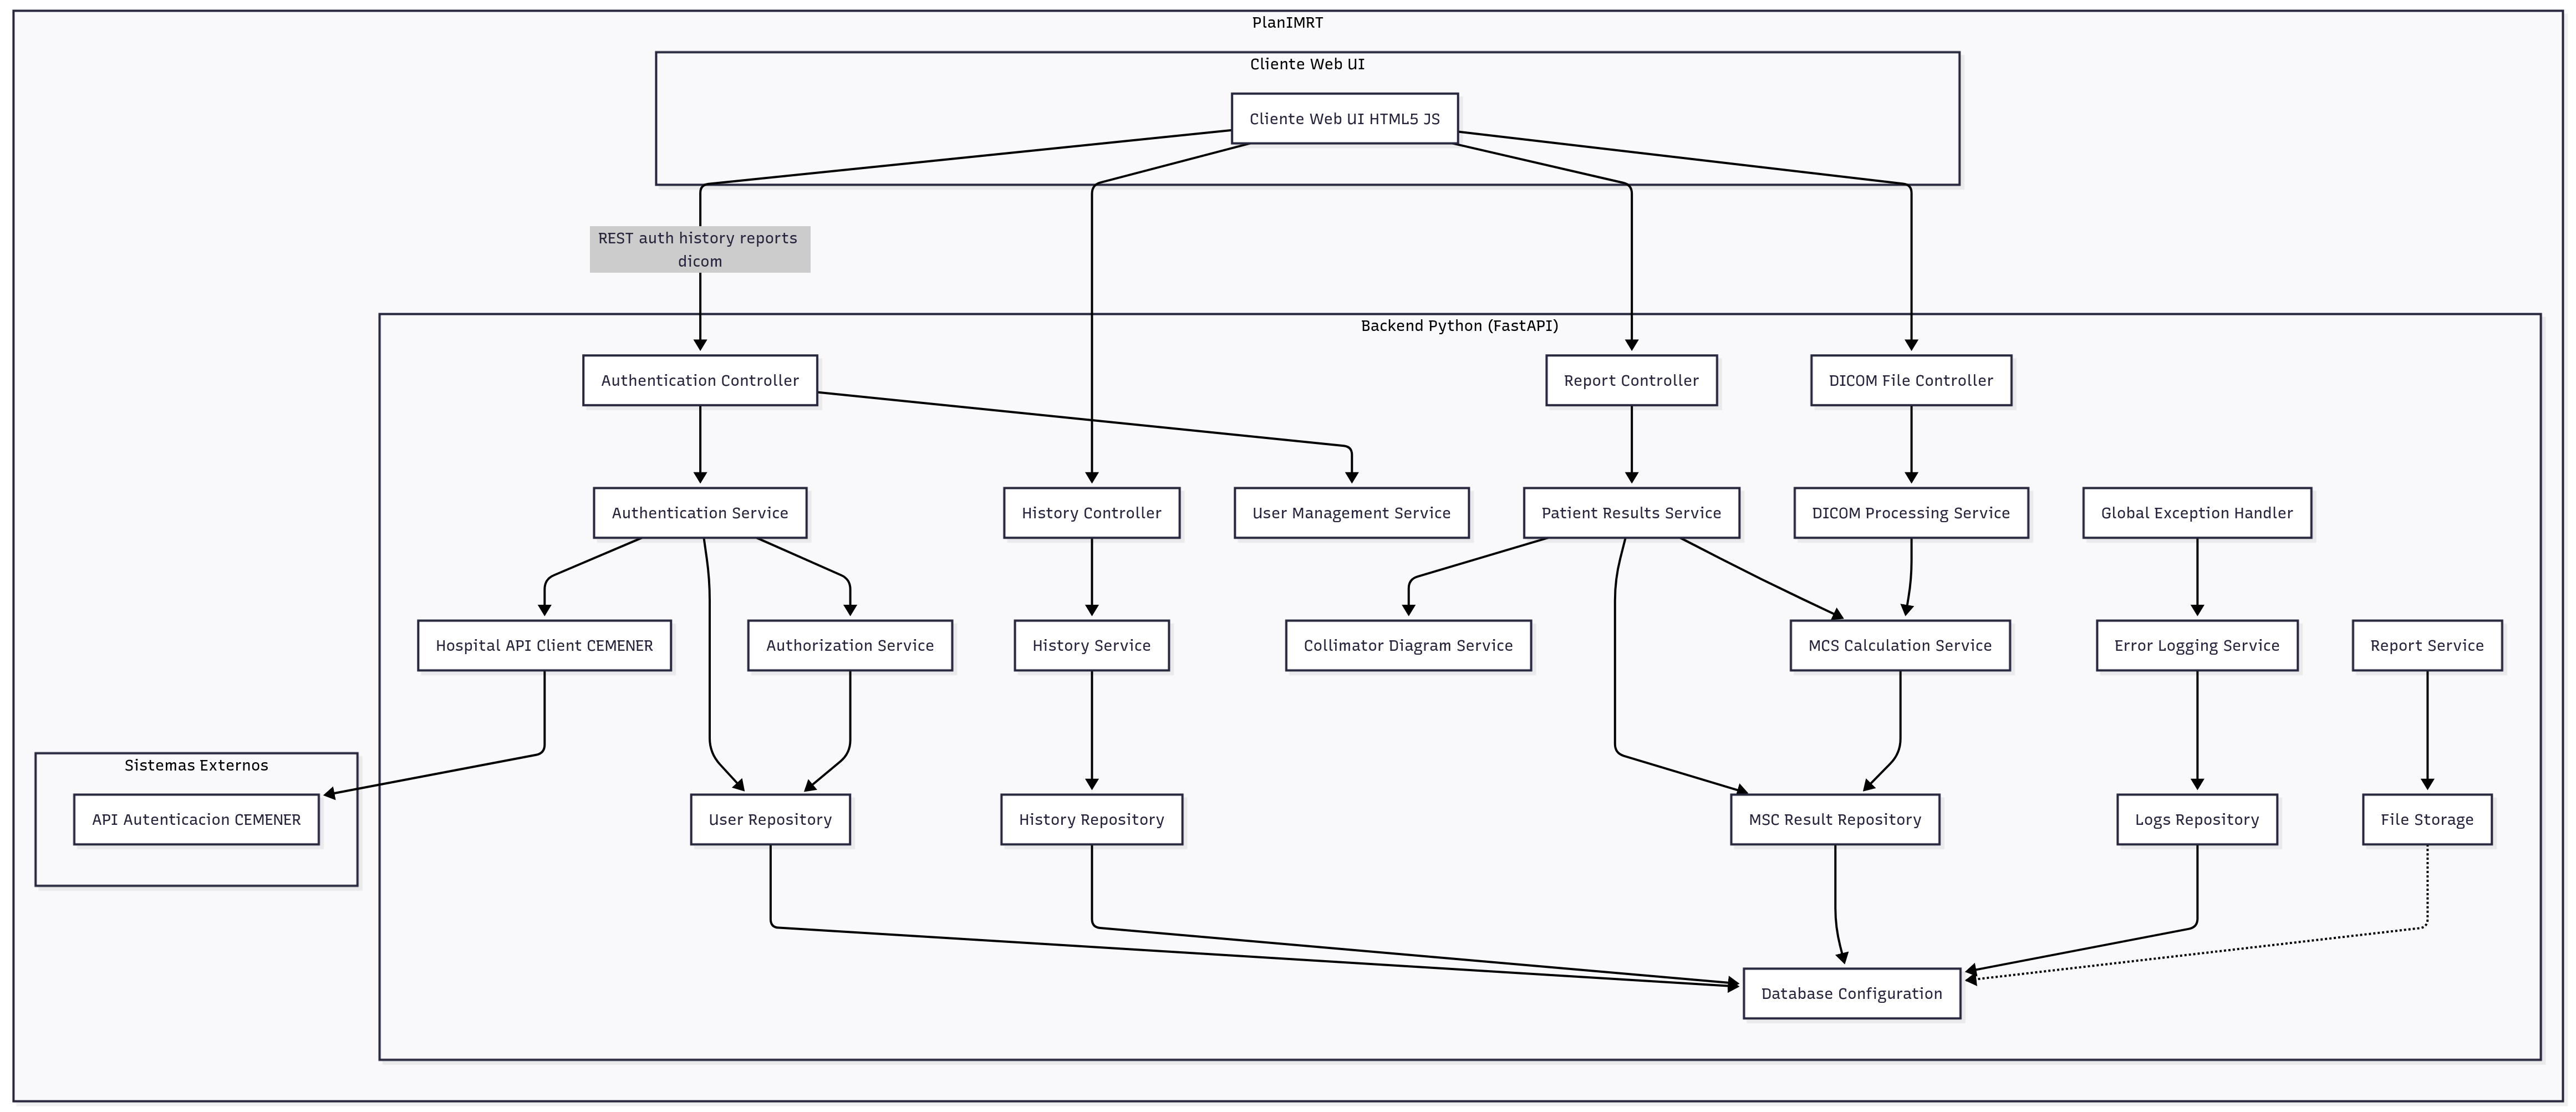 PlanIMRT
Cliente Web UI
Cliente Web UI HTML5 JS
REST auth history reports
dicom
Backend Python (FastAPI)
Authentication Controller
Report Controller
DICOM File Controller
Authentication Service
History Controller
User Management Service
Patient Results Service
DICOM Processing Service
Global Exception Handler
Hospital API Client CEMENER
Authorization Service
History Service
Collimator Diagram Service
MCS Calculation Service
Error Logging Service
Report Service
Sistemas Externos
API Autenticacion CEMENER
User Repository
History Repository
MSC Result Repository
Logs Repository
File Storage
Database Configuration